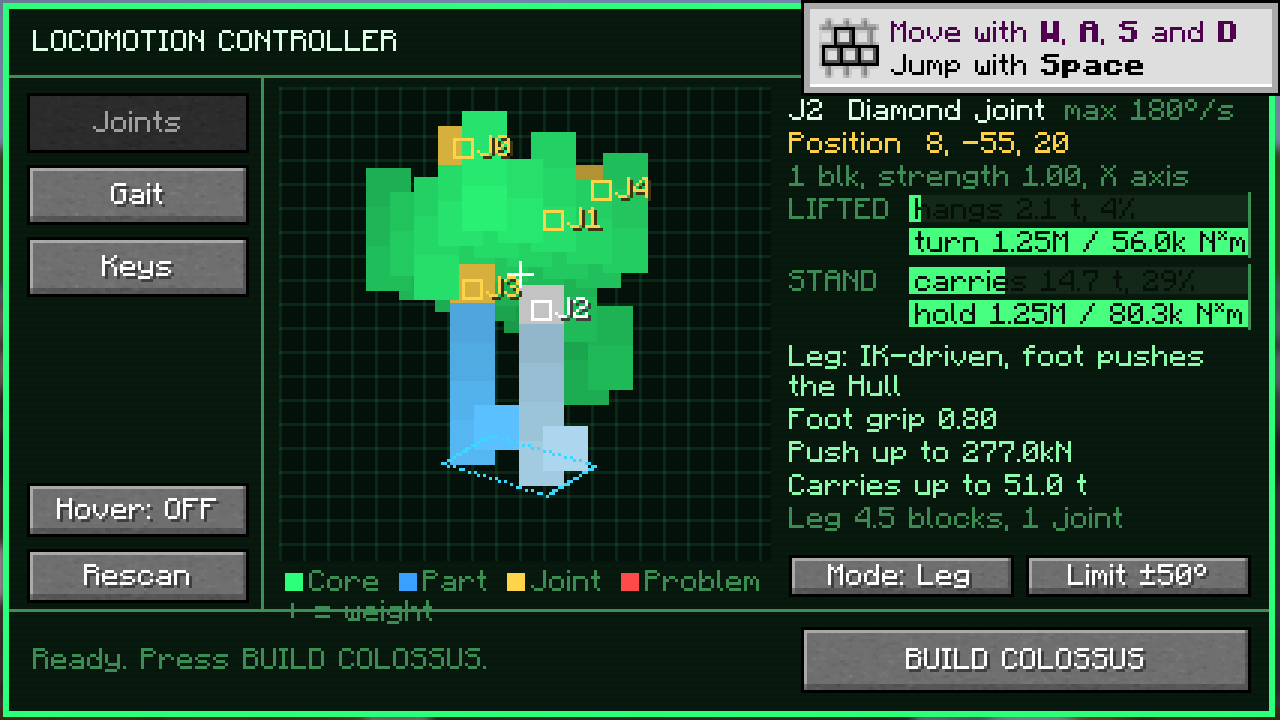 LOCOMOTION CONTROLLER
Move with W, A, S and D
Jump with Space
Joints
Gait
Keys
Hover: OFF
Rescan
J0
J4
J1
J3
J2
Core Part Joint Problem
+ = weight
J2 Diamond joint max 180°/s
Position 8, -55, 20
1 blk, strength 1.00, X axis
LIFTED hangs 2.1 t, 4%
turn 1.25M / 56.0k N*m
STAND carries 14.7 t, 29%
hold 1.25M / 80.3k N*m
Leg: IK-driven, foot pushes
the Hull
Foot grip 0.80
Push up to 277.0kN
Carries up to 51.0 t
Leg 4.5 blocks, 1 joint
Mode: Leg
Limit ±50°
Ready. Press BUILD COLOSSUS.
BUILD COLOSSUS